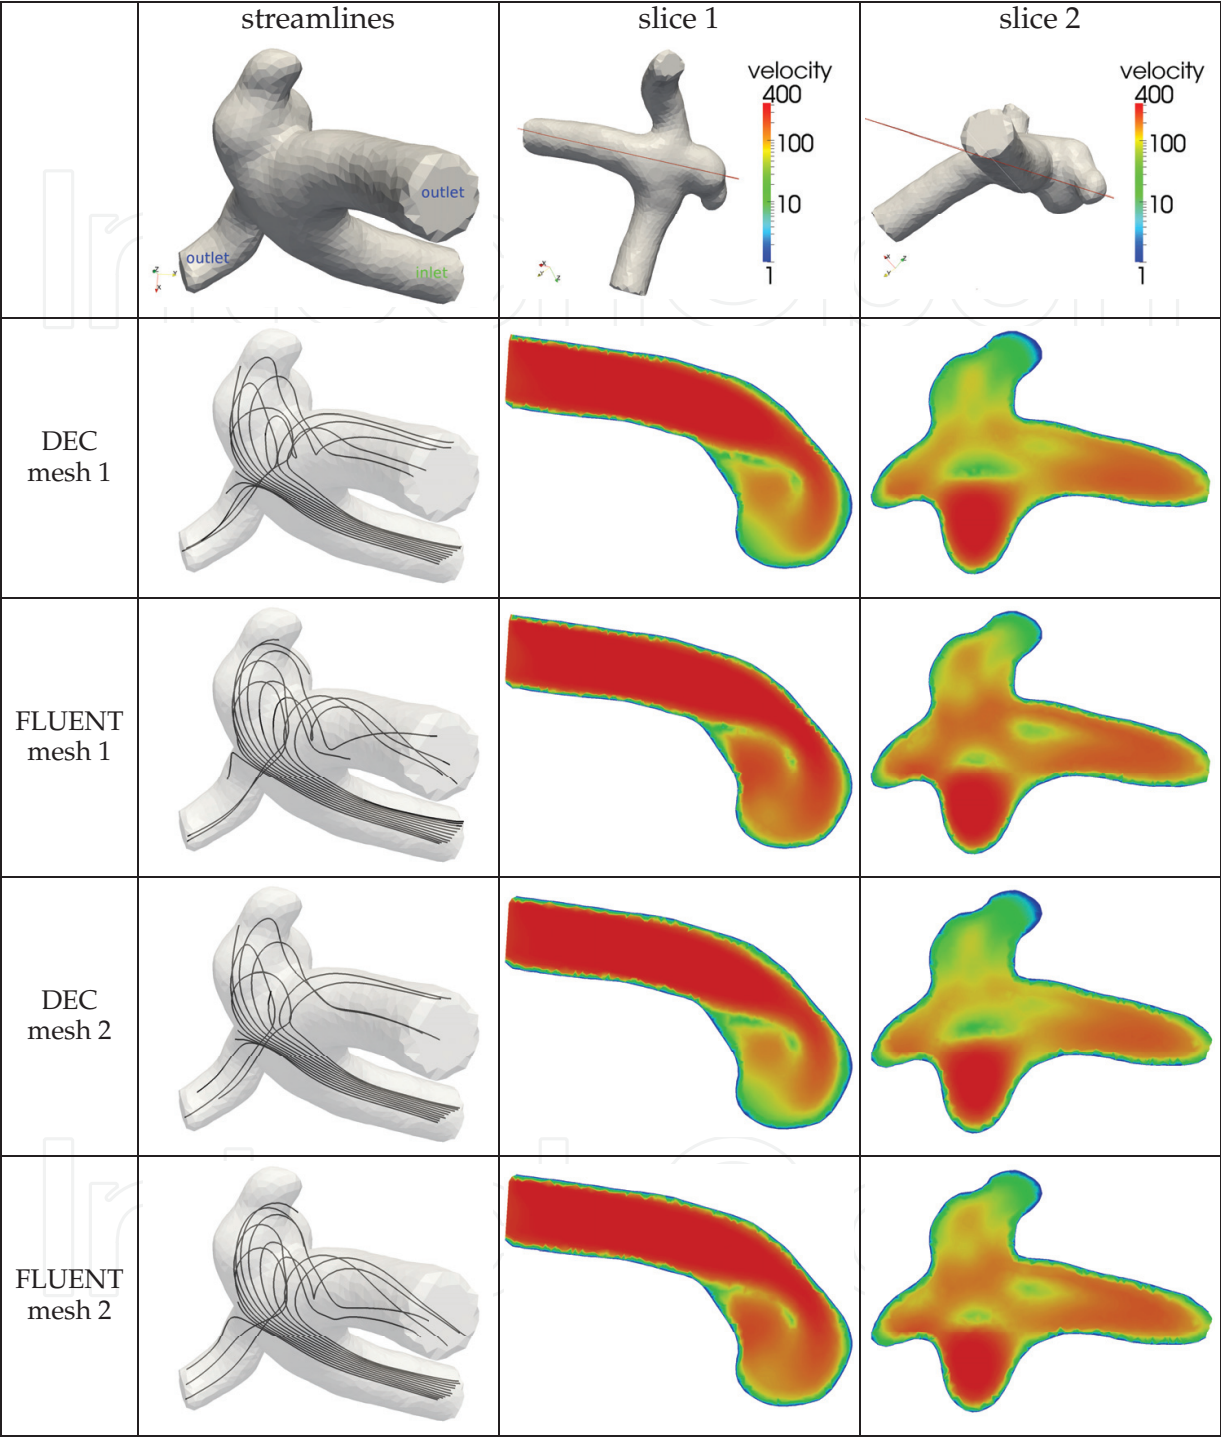 streamlines
slice 1
slice 2
outlet
outlet
inlet
velocity
400
100
10
1
velocity
400
100
10
1
DEC
mesh 1
FLUENT
mesh 1
DEC
mesh 2
FLUENT
mesh 2